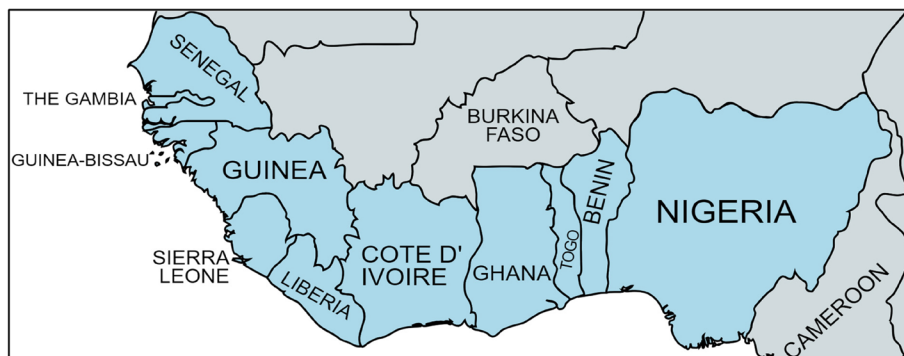 SENEGAL
THE GAMBIA
BURKINA
FASO
GUINEA-BISSAU
GUINEA
NIGERIA
BENIN
TOGO
COTE D'
IVOIRE
GHANA
SIERRA
LEONE
LIBERIA
CAMEROON